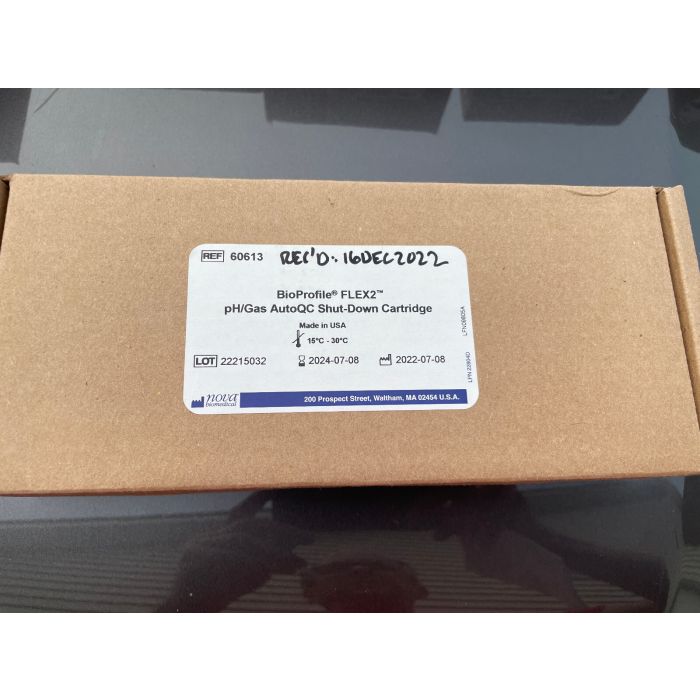 REF 60613 REC'D: 16DEC2022
BioProfile® FLEX2™
pH/Gas AutoQC Shut-Down Cartridge
Made in USA
15°C - 30°C
LOT 22215032 2024-07-08 2022-07-08
nova
biomedical
200 Prospect Street, Waltham, MA 02454 U.S.A.